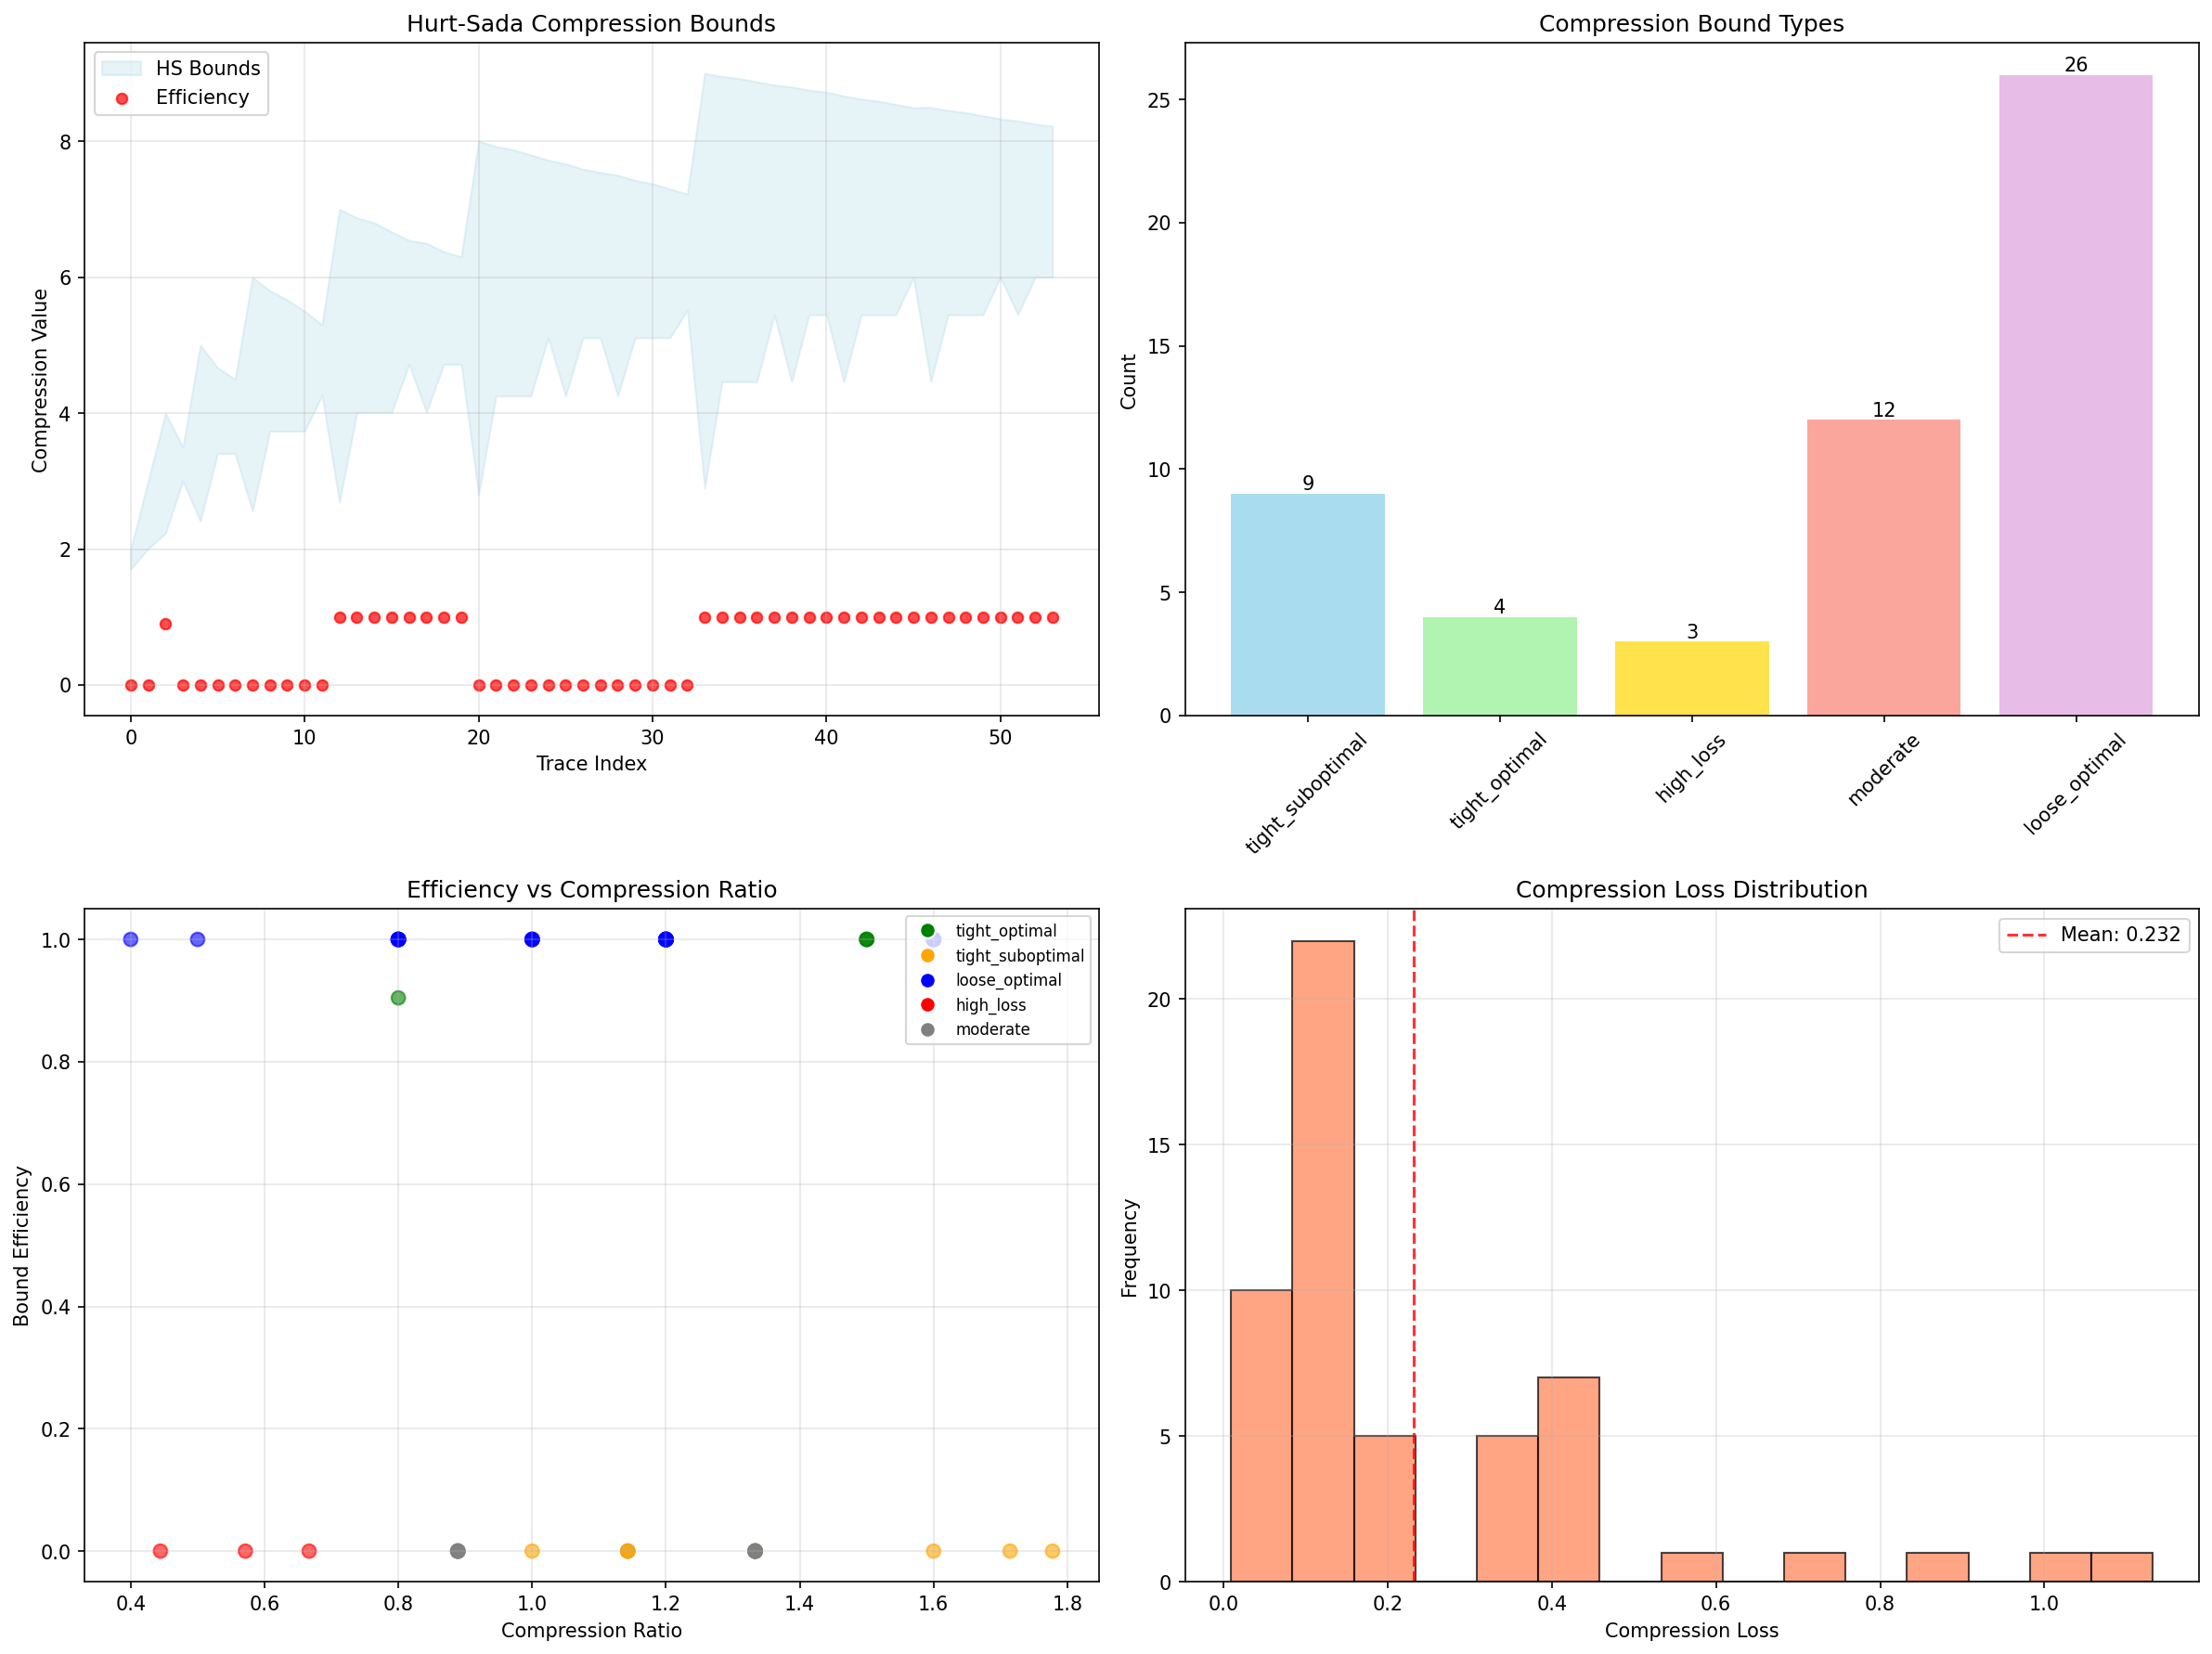 Hurt-Sada Compression Bounds
HS Bounds
Efficiency
Compression Value
8
6
4
2
0
0 10 20 30 40 50
Trace Index
Compression Bound Types
Count
25
20
15
10
5
0
9 4 3 12 26
tight_suboptimal tight_optimal high_loss moderate loose_optimal
Efficiency vs Compression Ratio
tight_optimal
tight_suboptimal
loose_optimal
high_loss
moderate
Bound Efficiency
1.0
0.8
0.6
0.4
0.2
0.0
0.4 0.6 0.8 1.0 1.2 1.4 1.6 1.8
Compression Ratio
Compression Loss Distribution
Mean: 0.232
Frequency
20
15
10
5
0
0.0 0.2 0.4 0.6 0.8 1.0
Compression Loss